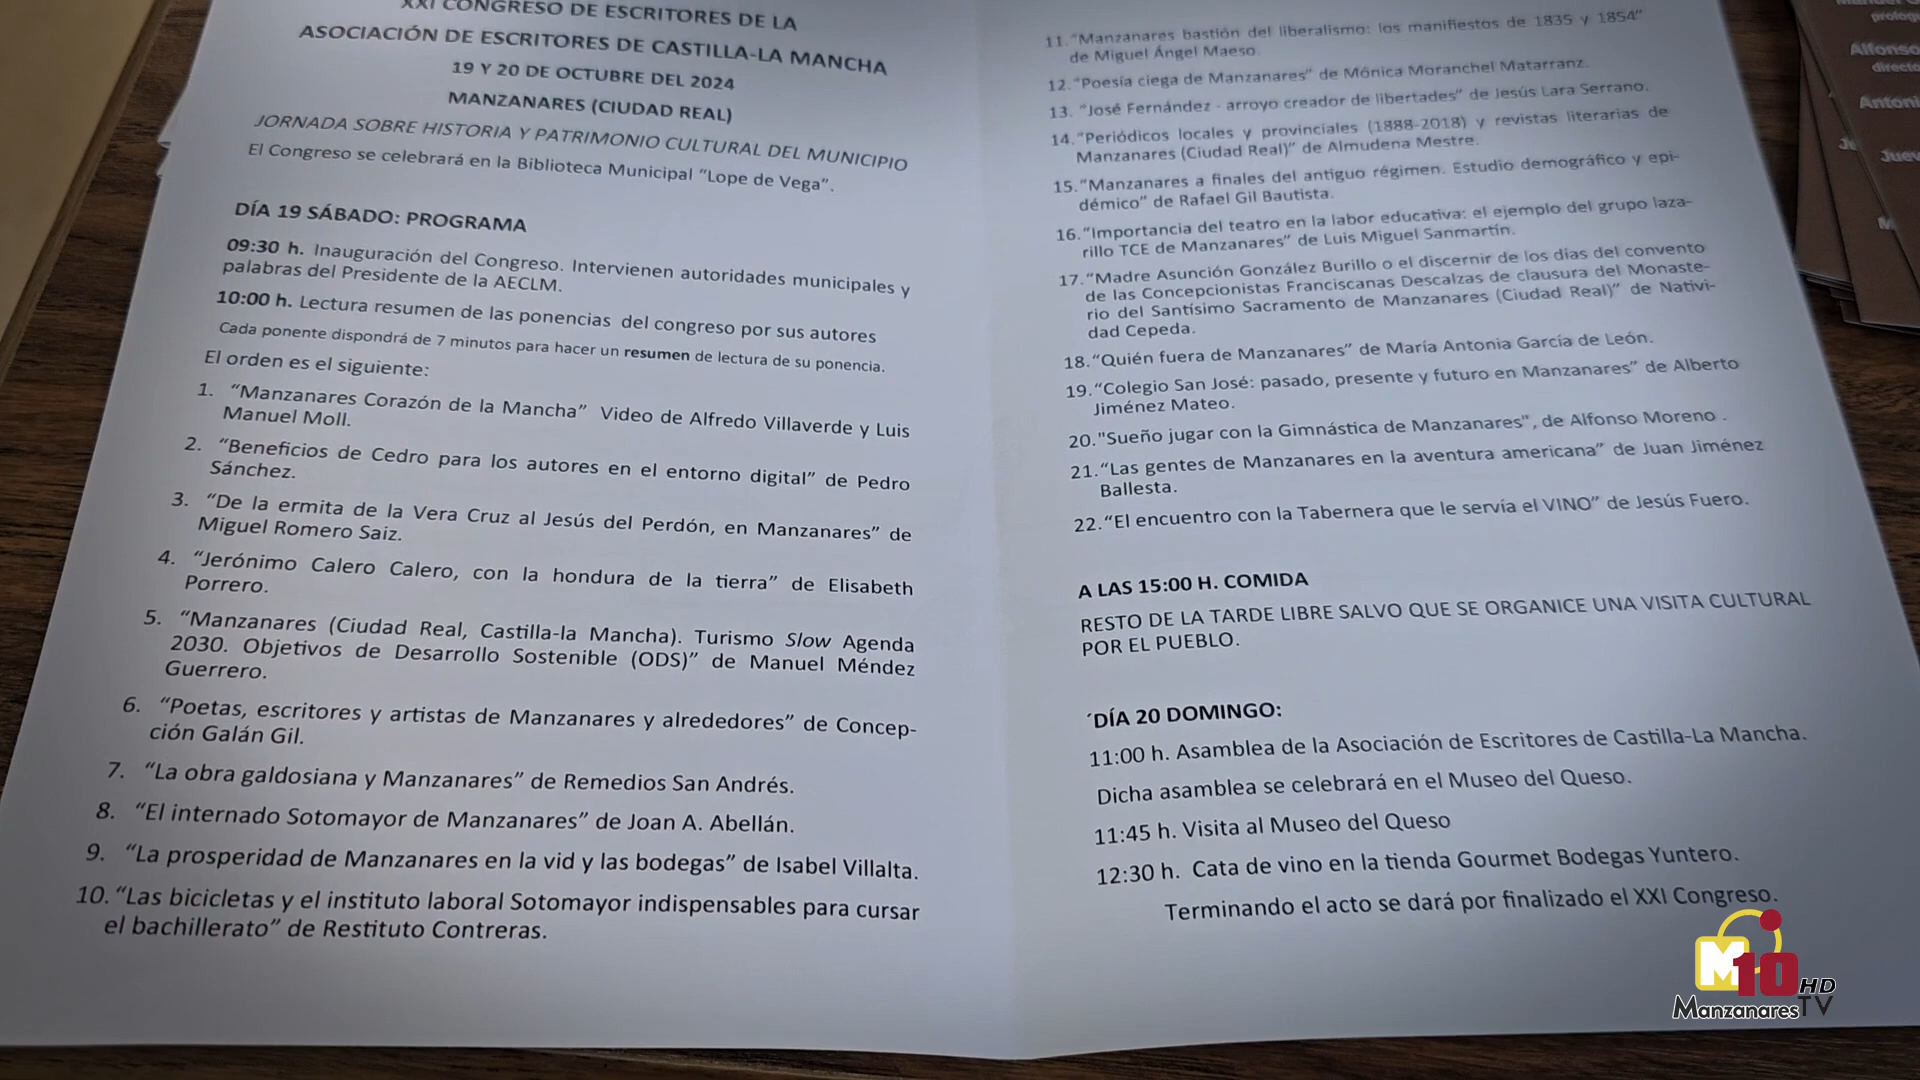 XXI CONGRESO DE ESCRITORES DE LA
ASOCIACIÓN DE ESCRITORES DE CASTILLA-LA MANCHA
19 Y 20 DE OCTUBRE DEL 2024
MANZANARES (CIUDAD REAL)
JORNADA SOBRE HISTORIA Y PATRIMONIO CULTURAL DEL MUNICIPIO
El Congreso se celebrará en la Biblioteca Municipal “Lope de Vega”.
DÍA 19 SÁBADO: PROGRAMA
09:30 h. Inauguración del Congreso. Intervienen autoridades municipales y
palabras del Presidente de la AECLM.
10:00 h. Lectura resumen de las ponencias del congreso por sus autores
Cada ponente dispondrá de 7 minutos para hacer un resumen de lectura de su ponencia.
El orden es el siguiente:
1. “Manzanares Corazón de la Mancha” Video de Alfredo Villaverde y Luis
Manuel Moll.
2. “Beneficios de Cedro para los autores en el entorno digital” de Pedro
Sánchez.
3. “De la ermita de la Vera Cruz al Jesús del Perdón, en Manzanares” de
Miguel Romero Saiz.
4. “Jerónimo Calero Calero, con la hondura de la tierra” de Elisabeth
Porrero.
5. “Manzanares (Ciudad Real, Castilla-la Mancha). Turismo Slow Agenda
2030. Objetivos de Desarrollo Sostenible (ODS)” de Manuel Méndez
Guerrero.
6. “Poetas, escritores y artistas de Manzanares y alrededores” de Concep-
ción Galán Gil.
7. “La obra galdosiana y Manzanares” de Remedios San Andrés.
8. “El internado Sotomayor de Manzanares” de Joan A. Abellán.
9. “La prosperidad de Manzanares en la vid y las bodegas” de Isabel Villalta.
10. “Las bicicletas y el instituto laboral Sotomayor indispensables para cursar
el bachillerato” de Restituto Contreras.
11. “Manzanares bastión del liberalismo: los manifiestos de 1835 y 1854”
de Miguel Ángel Maeso.
12. “Poesía ciega de Manzanares” de Mónica Moranchel Matarranz.
13. “José Fernández - arroyo creador de libertades” de Jesús Lara Serrano.
14. “Periódicos locales y provinciales (1888-2018) y revistas literarias de
Manzanares (Ciudad Real)” de Almudena Mestre.
15. “Manzanares a finales del antiguo régimen. Estudio demográfico y epi-
démico” de Rafael Gil Bautista.
16. “Importancia del teatro en la labor educativa: el ejemplo del grupo laza-
rillo TCE de Manzanares” de Luis Miguel Sanmartín.
17. “Madre Asunción González Burillo o el discernir de los días del convento
de las Concepcionistas Franciscanas Descalzas de clausura del Monaste-
rio del Santísimo Sacramento de Manzanares (Ciudad Real)” de Nativi-
dad Cepeda.
18. “Quién fuera de Manzanares” de María Antonia García de León.
19. “Colegio San José: pasado, presente y futuro en Manzanares” de Alberto
Jiménez Mateo.
20. "Sueño jugar con la Gimnástica de Manzanares", de Alfonso Moreno .
21. “Las gentes de Manzanares en la aventura americana” de Juan Jiménez
Ballesta.
22. “El encuentro con la Tabernera que le servía el VINO” de Jesús Fuero.
A LAS 15:00 H. COMIDA
RESTO DE LA TARDE LIBRE SALVO QUE SE ORGANICE UNA VISITA CULTURAL
POR EL PUEBLO.
´DÍA 20 DOMINGO:
11:00 h. Asamblea de la Asociación de Escritores de Castilla-La Mancha.
Dicha asamblea se celebrará en el Museo del Queso.
11:45 h. Visita al Museo del Queso
12:30 h. Cata de vino en la tienda Gourmet Bodegas Yuntero.
Terminando el acto se dará por finalizado el XXI Congreso.
Alfonso
M10 HD
Manzanares TV